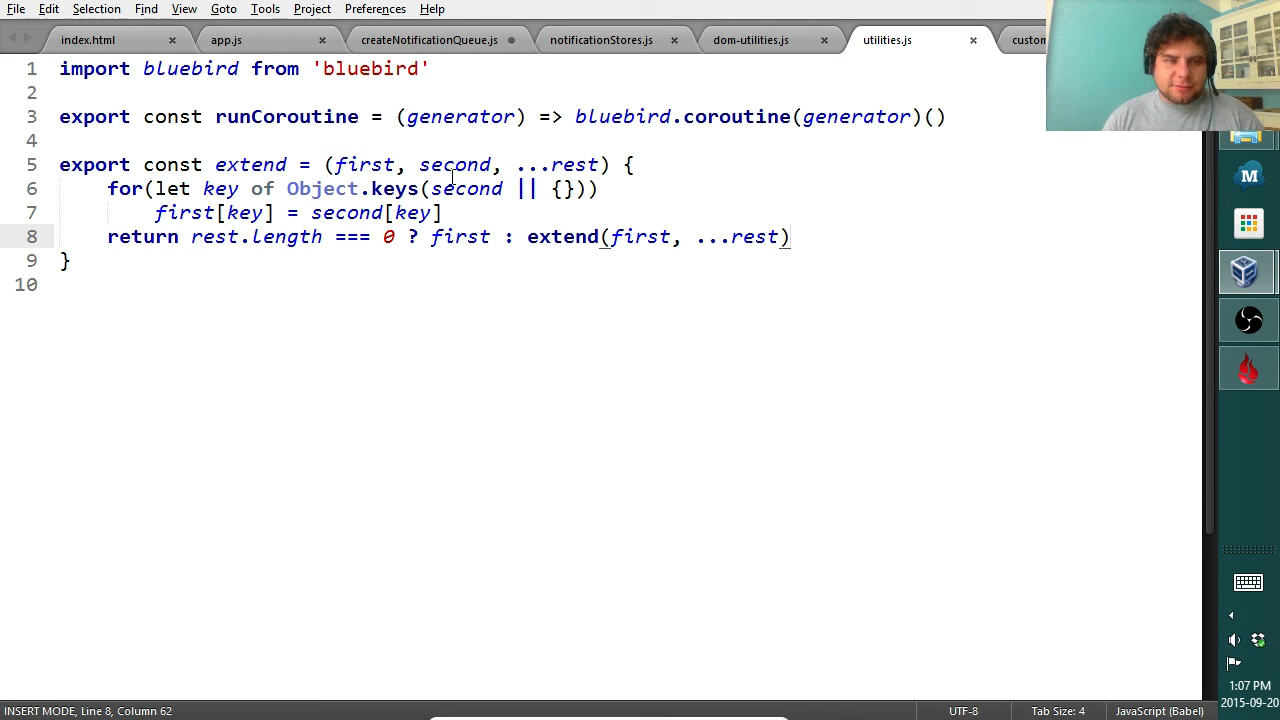 File Edit Selection Find View Goto Tools Project Preferences Help
index.html app.js createNotificationQueue.js notificationStores.js dom-utilities.js utilities.js custom
1 import bluebird from 'bluebird'
2
3 export const runCoroutine = (generator) => bluebird.coroutine(generator)()
4
5 export const extend = (first, second, ...rest) {
6 for(let key of Object.keys(second || {}))
7 first[key] = second[key]
8 return rest.length === 0 ? first : extend(first, ...rest)
9 }
10
M
1:07 PM
2015-09-20
INSERT MODE, Line 8, Column 62 UTF-8 Tab Size: 4 JavaScript (Babel)